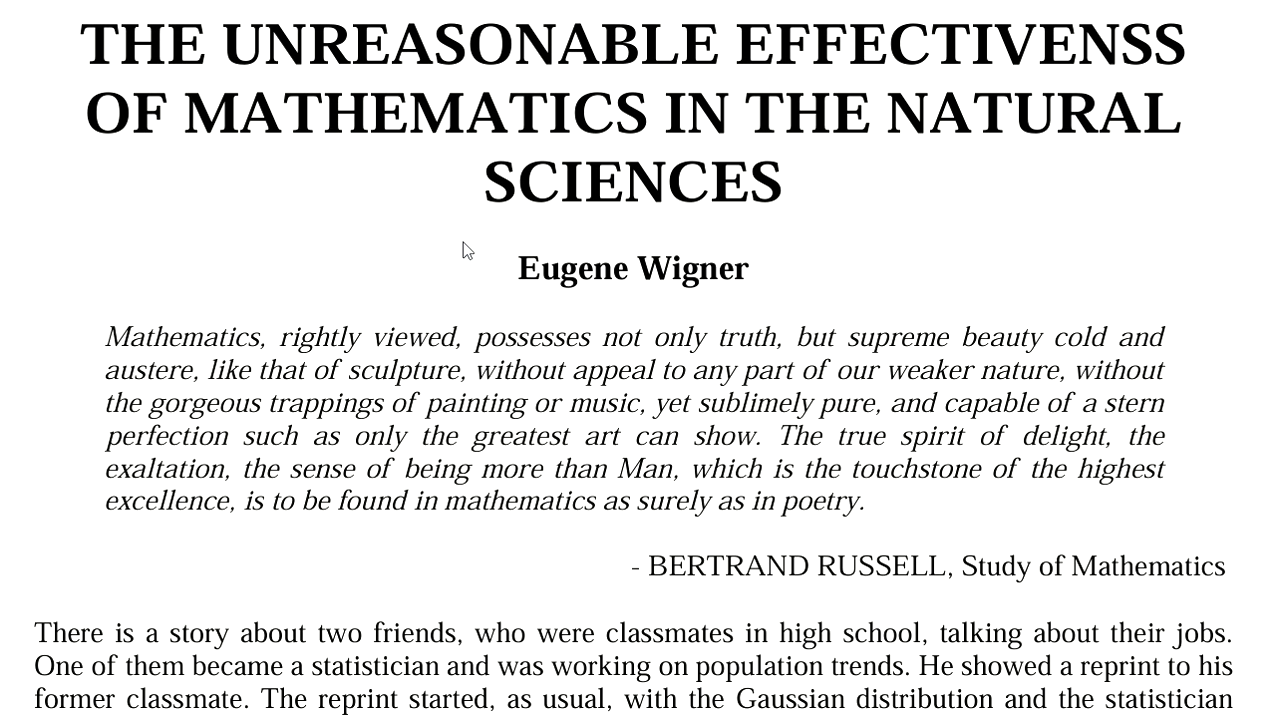 THE UNREASONABLE EFFECTIVENSS
OF MATHEMATICS IN THE NATURAL
SCIENCES
Eugene Wigner
Mathematics, rightly viewed, possesses not only truth, but supreme beauty cold and
austere, like that of sculpture, without appeal to any part of our weaker nature, without
the gorgeous trappings of painting or music, yet sublimely pure, and capable of a stern
perfection such as only the greatest art can show. The true spirit of delight, the
exaltation, the sense of being more than Man, which is the touchstone of the highest
excellence, is to be found in mathematics as surely as in poetry.
- BERTRAND RUSSELL, Study of Mathematics
There is a story about two friends, who were classmates in high school, talking about their jobs.
One of them became a statistician and was working on population trends. He showed a reprint to his
former classmate. The reprint started, as usual, with the Gaussian distribution and the statistician